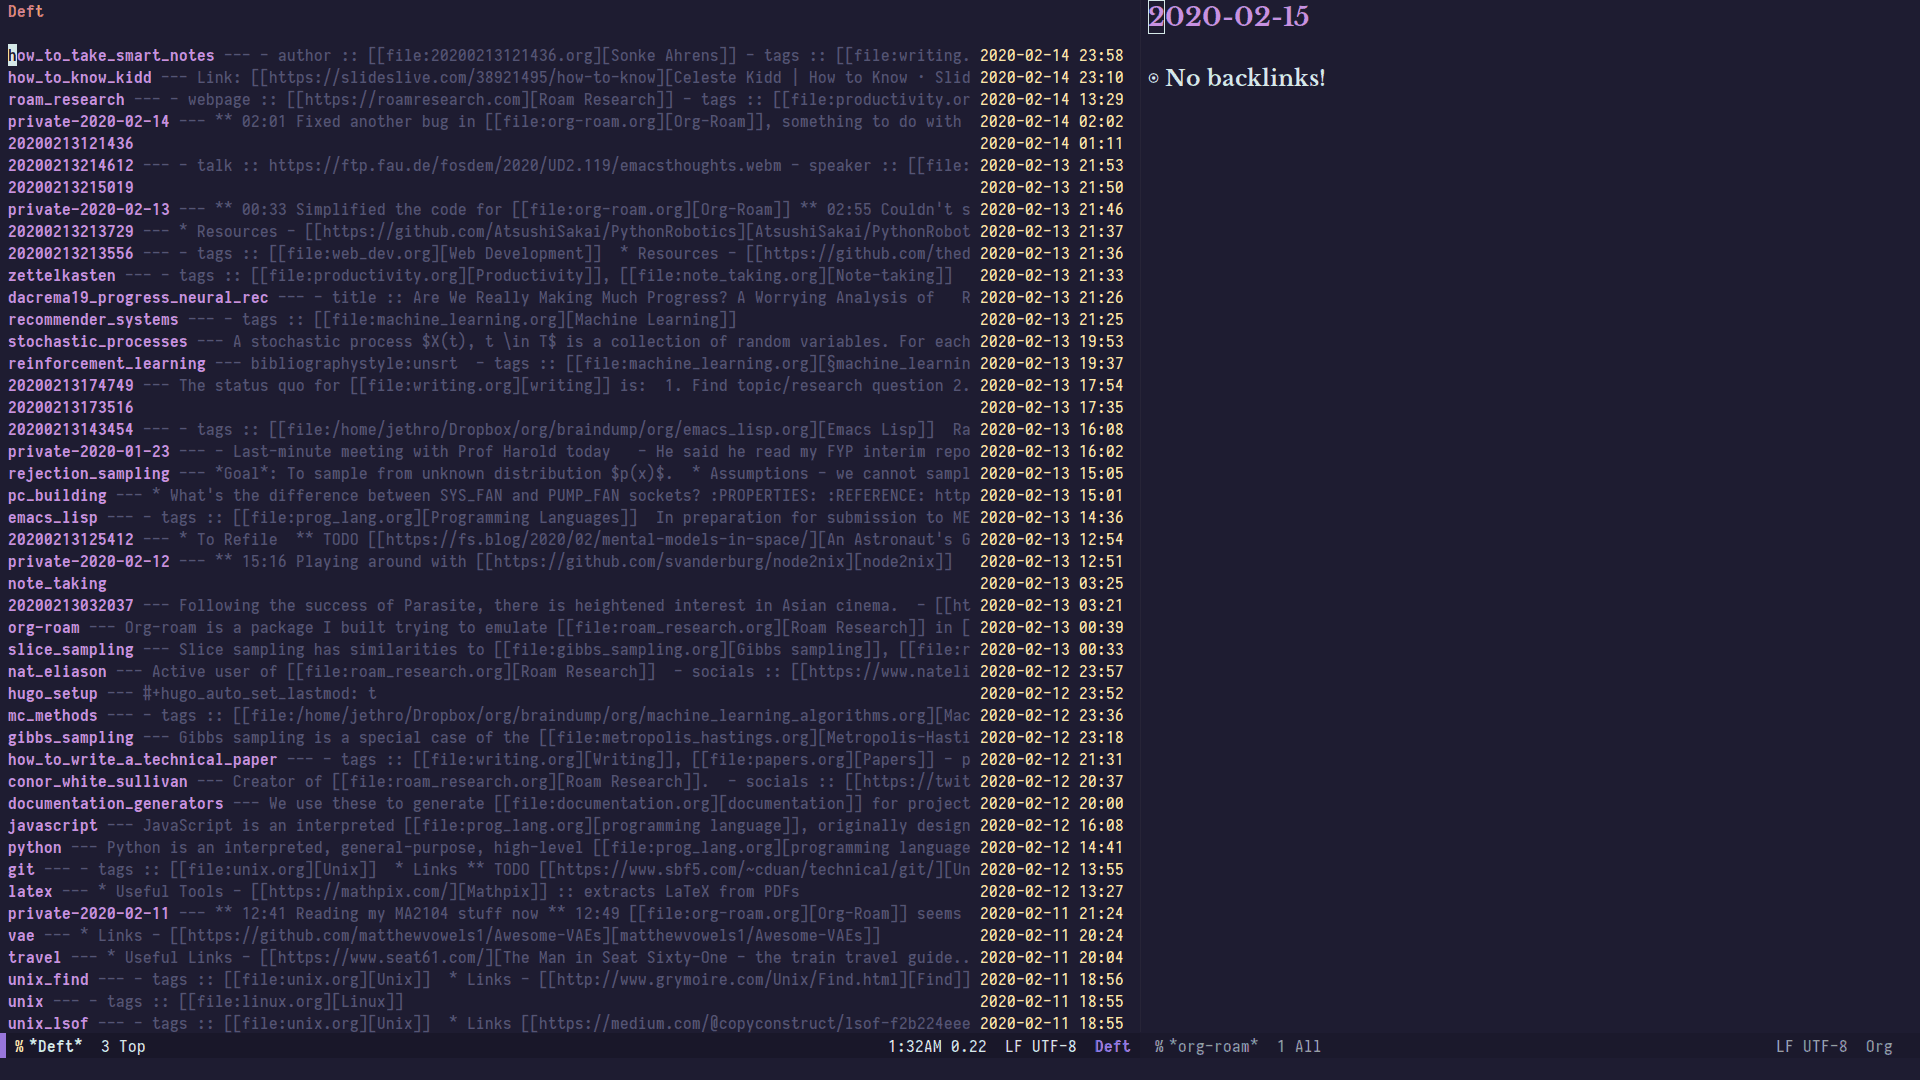 Deft
how_to_take_smart_notes --- - author :: [[file:20200213121436.org][Sonke Ahrens]] - tags :: [[file:writing. 2020-02-14 23:58
how_to_know_kidd --- Link: [[https://slideslive.com/38921495/how-to-know][Celeste Kidd | How to Know · Slid 2020-02-14 23:10
roam_research --- - webpage :: [[https://roamresearch.com][Roam Research]] - tags :: [[file:productivity.or 2020-02-14 13:29
private-2020-02-14 --- ** 02:01 Fixed another bug in [[file:org-roam.org][Org-Roam]], something to do with 2020-02-14 02:02
20200213121436 2020-02-14 01:11
20200213214612 --- - talk :: https://ftp.fau.de/fosdem/2020/UD2.119/emacsthoughts.webm - speaker :: [[file: 2020-02-13 21:53
20200213215019 2020-02-13 21:50
private-2020-02-13 --- ** 00:33 Simplified the code for [[file:org-roam.org][Org-Roam]] ** 02:55 Couldn't s 2020-02-13 21:46
20200213213729 --- * Resources - [[https://github.com/AtsushiSakai/PythonRobotics][AtsushiSakai/PythonRobot 2020-02-13 21:37
20200213213556 --- - tags :: [[file:web_dev.org][Web Development]]  * Resources - [[https://github.com/thed 2020-02-13 21:36
zettelkasten --- - tags :: [[file:productivity.org][Productivity]], [[file:note_taking.org][Note-taking]] 2020-02-13 21:33
dacrema19_progress_neural_rec --- - title :: Are We Really Making Much Progress? A Worrying Analysis of   R 2020-02-13 21:26
recommender_systems --- - tags :: [[file:machine_learning.org][Machine Learning]] 2020-02-13 21:25
stochastic_processes --- A stochastic process $X(t), t \in T$ is a collection of random variables. For each 2020-02-13 19:53
reinforcement_learning --- bibliographystyle:unsrt  - tags :: [[file:machine_learning.org][§machine_learnin 2020-02-13 19:37
20200213174749 --- The status quo for [[file:writing.org][writing]] is:  1. Find topic/research question 2. 2020-02-13 17:54
20200213173516 2020-02-13 17:35
20200213143454 --- - tags :: [[file:/home/jethro/Dropbox/org/braindump/org/emacs_lisp.org][Emacs Lisp]]  Ra 2020-02-13 16:08
private-2020-01-23 --- - Last-minute meeting with Prof Harold today   - He said he read my FYP interim repo 2020-02-13 16:02
rejection_sampling --- *Goal*: To sample from unknown distribution $p(x)$.  * Assumptions - we cannot sampl 2020-02-13 15:05
pc_building --- * What's the difference between SYS_FAN and PUMP_FAN sockets? :PROPERTIES: :REFERENCE: http 2020-02-13 15:01
emacs_lisp --- - tags :: [[file:prog_lang.org][Programming Languages]]  In preparation for submission to ME 2020-02-13 14:36
20200213125412 --- * To Refile  ** TODO [[https://fs.blog/2020/02/mental-models-in-space/][An Astronaut's G 2020-02-13 12:54
private-2020-02-12 --- ** 15:16 Playing around with [[https://github.com/svanderburg/node2nix][node2nix]] 2020-02-13 12:51
note_taking 2020-02-13 03:25
20200213032037 --- Following the success of Parasite, there is heightened interest in Asian cinema.  - [[ht 2020-02-13 03:21
org-roam --- Org-roam is a package I built trying to emulate [[file:roam_research.org][Roam Research]] in [ 2020-02-13 00:39
slice_sampling --- Slice sampling has similarities to [[file:gibbs_sampling.org][Gibbs sampling]], [[file:r 2020-02-13 00:33
nat_eliason --- Active user of [[file:roam_research.org][Roam Research]]  - socials :: [[https://www.nateli 2020-02-12 23:57
hugo_setup --- #+hugo_auto_set_lastmod: t 2020-02-12 23:52
mc_methods --- - tags :: [[file:/home/jethro/Dropbox/org/braindump/org/machine_learning_algorithms.org][Mac 2020-02-12 23:36
gibbs_sampling --- Gibbs sampling is a special case of the [[file:metropolis_hastings.org][Metropolis-Hasti 2020-02-12 23:18
how_to_write_a_technical_paper --- - tags :: [[file:writing.org][Writing]], [[file:papers.org][Papers]] - p 2020-02-12 21:31
conor_white_sullivan --- Creator of [[file:roam_research.org][Roam Research]].  - socials :: [[https://twit 2020-02-12 20:37
documentation_generators --- We use these to generate [[file:documentation.org][documentation]] for project 2020-02-12 20:00
javascript --- JavaScript is an interpreted [[file:prog_lang.org][programming language]], originally design 2020-02-12 16:08
python --- Python is an interpreted, general-purpose, high-level [[file:prog_lang.org][programming language 2020-02-12 14:41
git --- - tags :: [[file:unix.org][Unix]]  * Links ** TODO [[https://www.sbf5.com/~cduan/technical/git/][Un 2020-02-12 13:55
latex --- * Useful Tools - [[https://mathpix.com/][Mathpix]] :: extracts LaTeX from PDFs 2020-02-12 13:27
private-2020-02-11 --- ** 12:41 Reading my MA2104 stuff now ** 12:49 [[file:org-roam.org][Org-Roam]] seems 2020-02-11 21:24
vae --- * Links - [[https://github.com/matthewvowels1/Awesome-VAEs][matthewvowels1/Awesome-VAEs]] 2020-02-11 20:24
travel --- * Useful Links - [[https://www.seat61.com/][The Man in Seat Sixty-One - the train travel guide.. 2020-02-11 20:04
unix_find --- - tags :: [[file:unix.org][Unix]]  * Links - [[http://www.grymoire.com/Unix/Find.html][Find]] 2020-02-11 18:56
unix --- - tags :: [[file:linux.org][Linux]] 2020-02-11 18:55
unix_lsof --- - tags :: [[file:unix.org][Unix]]  * Links [[https://medium.com/@copyconstruct/lsof-f2b224eee 2020-02-11 18:55
% *Deft*  3 Top 1:32AM 0.22  LF UTF-8  Deft
2020-02-15
No backlinks!
% *org-roam*  1 All LF UTF-8  Org